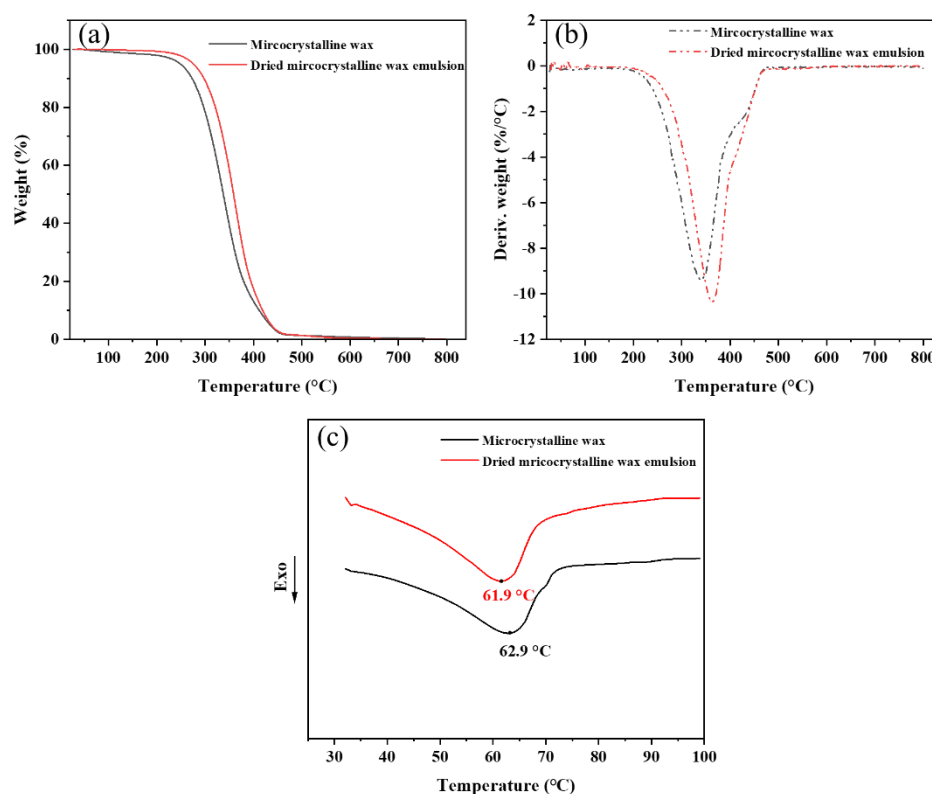 (a)
Mircocrystalline wax
Dried mircocrystalline wax emulsion
Weight (%)
100
80
60
40
20
0
100 200 300 400 500 600 700 800
Temperature (°C)
(b)
Mircocrystalline wax
Dried mircocrystalline wax emulsion
Deriv. weight (%/°C)
2
0
-2
-4
-6
-8
-10
-12
100 200 300 400 500 600 700 800
Temperature (°C)
(c)
Microcrystalline wax
Dried mricocrystalline wax emulsion
Exo
61.9 °C
62.9 °C
30 40 50 60 70 80 90 100
Temperature (°C)